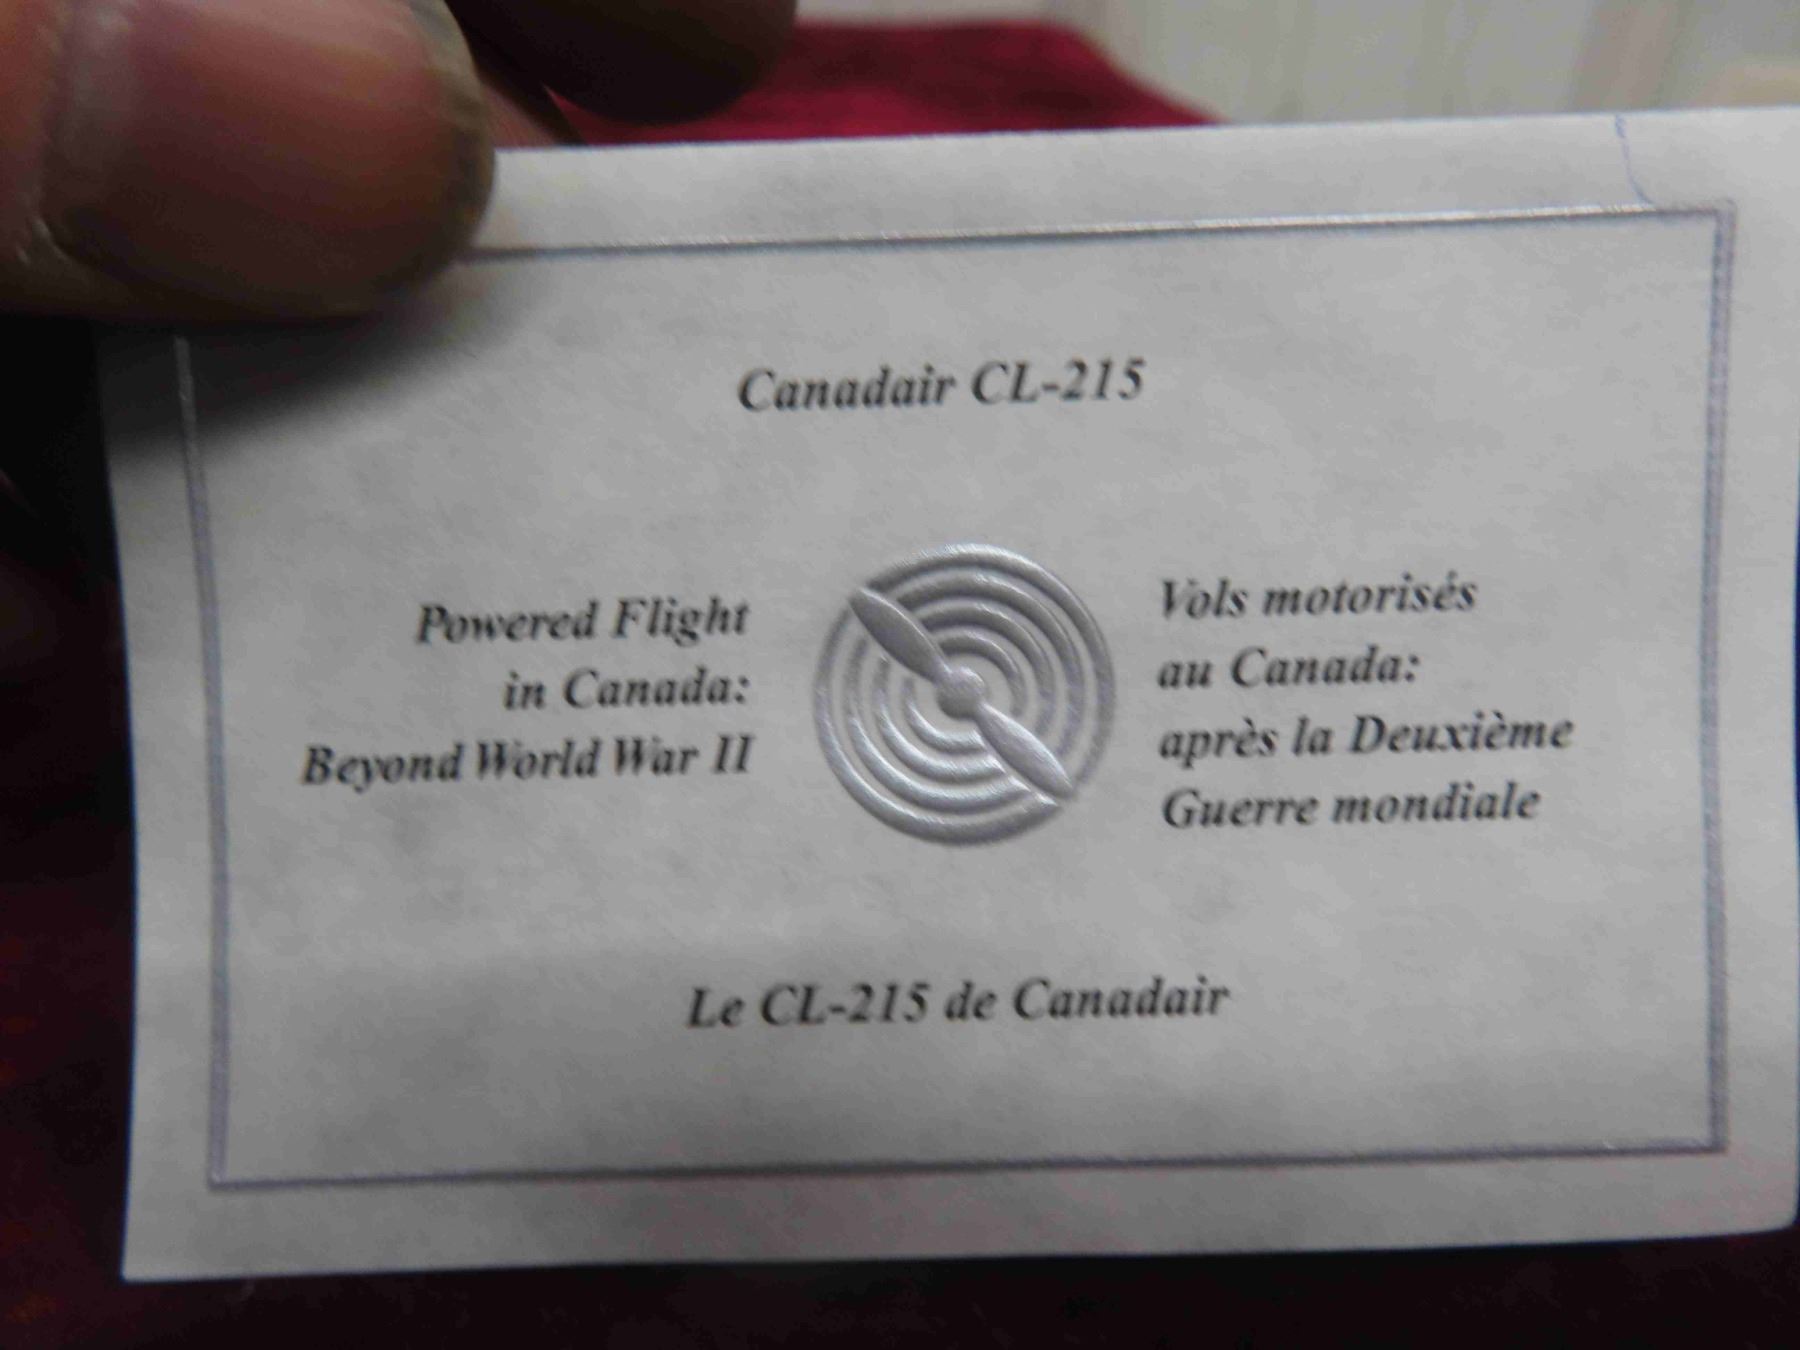 Canadair CL-215
Powered Flight
in Canada:
Beyond World War II
Vols motorisés
au Canada:
après la Deuxième
Guerre mondiale
Le CL-215 de Canadair